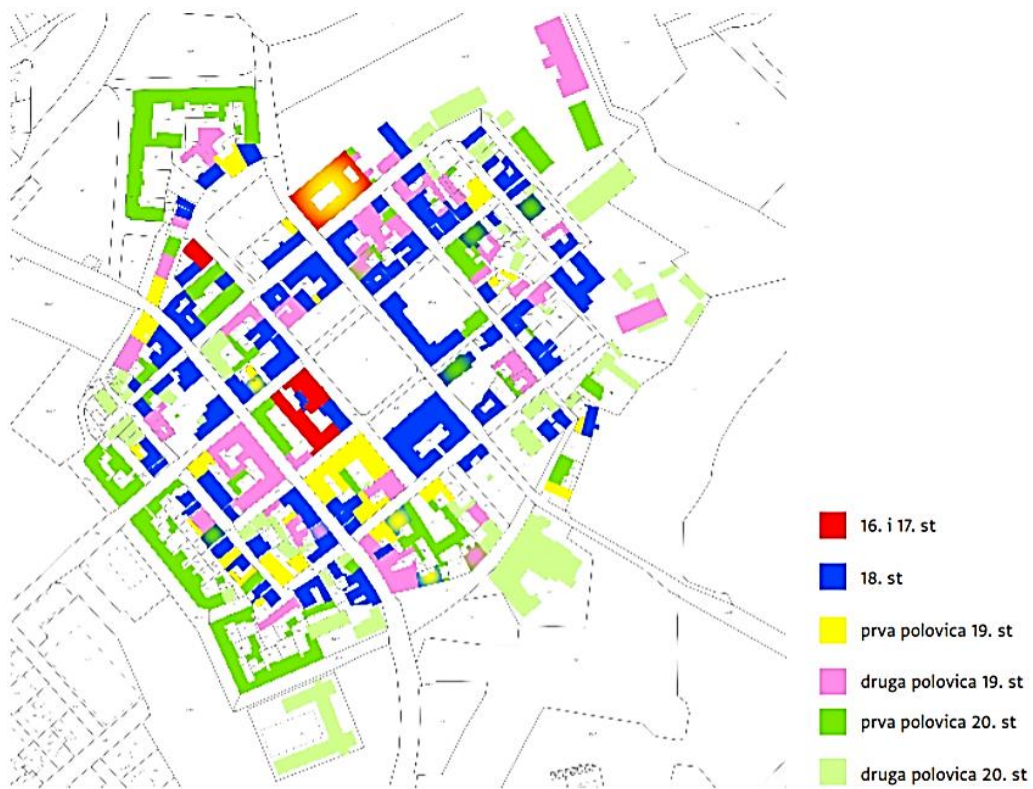 16. i 17. st
18. st
prva polovica 19. st
druga polovica 19. st
prva polovica 20. st
druga polovica 20. st